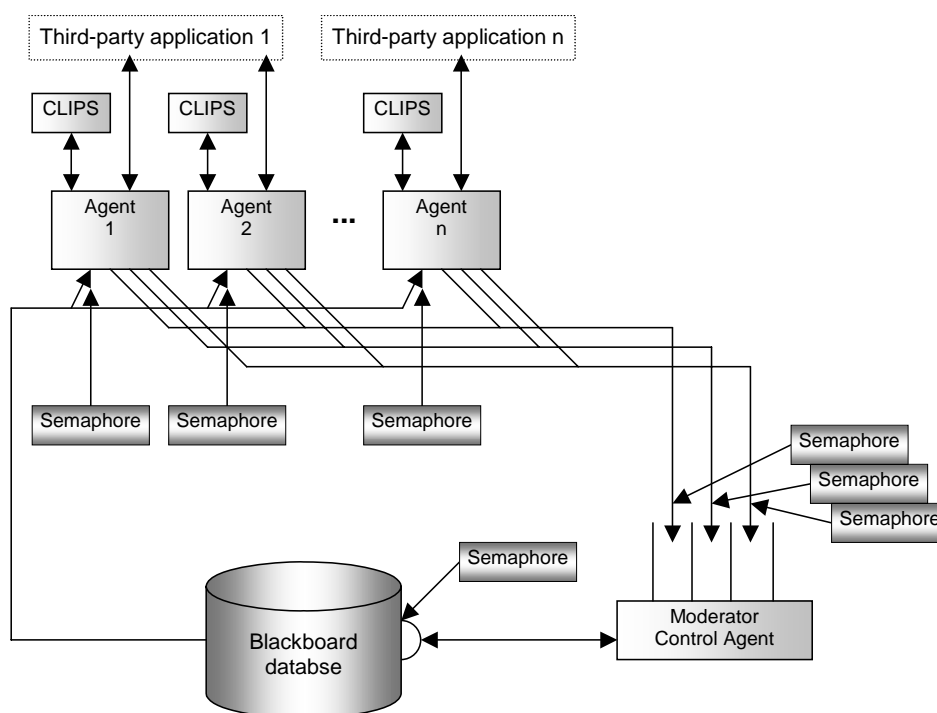 Third-party application 1
Third-party application n
CLIPS
CLIPS
CLIPS
Agent
1
Agent
2
...
Agent
n
Semaphore
Semaphore
Semaphore
Semaphore
Semaphore
Semaphore
Semaphore
Blackboard
databse
Moderator
Control Agent